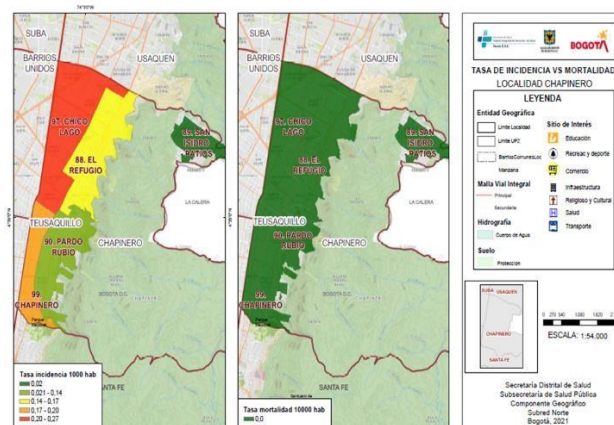 74°00'0"W
SUBA
BARRIOS
UNIDOS
USAQUEN
97. CHICO
LAGO
88. EL
REFUGIO
89. SAN
ISIDRO
PATIOS
LA CALERA
TEUSAQUILLO
90. PARDO
RUBIO
CHAPINERO
BOGOTÁ D.C.
CHAPINERO
99.
CHAPINERO
SANTA FE
Tasa incidencia 1000 hab
0,02
0,021 - 0,14
0,14 - 0,17
0,17 - 0,20
0,20 - 0,27
SUBA
BARRIOS
UNIDOS
USAQUEN
97. CHICO
LAGO
88. EL
REFUGIO
89. SAN
ISIDRO
PATIOS
LA CALERA
TEUSAQUILLO
90. PARDO
RUBIO
CHAPINERO
99.
CHAPINERO
SANTA FE
Tasa mortalidad 10000 hab
0,0
BOGOTÁ
TASA DE INCIDENCIA VS MORTALIDAD
LOCALIDAD CHAPINERO
LEYENDA
Entidad Geográfica
Limite Localidad
Limite UPZ
Manzana
Malla Vial Integral
Principal
Secundaria
Hidrografía
Cuerpo de Agua
Suelo
Protección
Sitio de Interés
Educación
Recreac y deporte
Comercio
Infraestructura
Religioso y Cultural
Salud
Transporte
SUBA
USAQUEN
CHAPINERO
SANTA FE
ESCALA: 1:54.000
Secretaría Distrital de Salud
Subsecretaría de Salud Pública
Componente Geográfico
Subred Norte
Bogotá, 2021